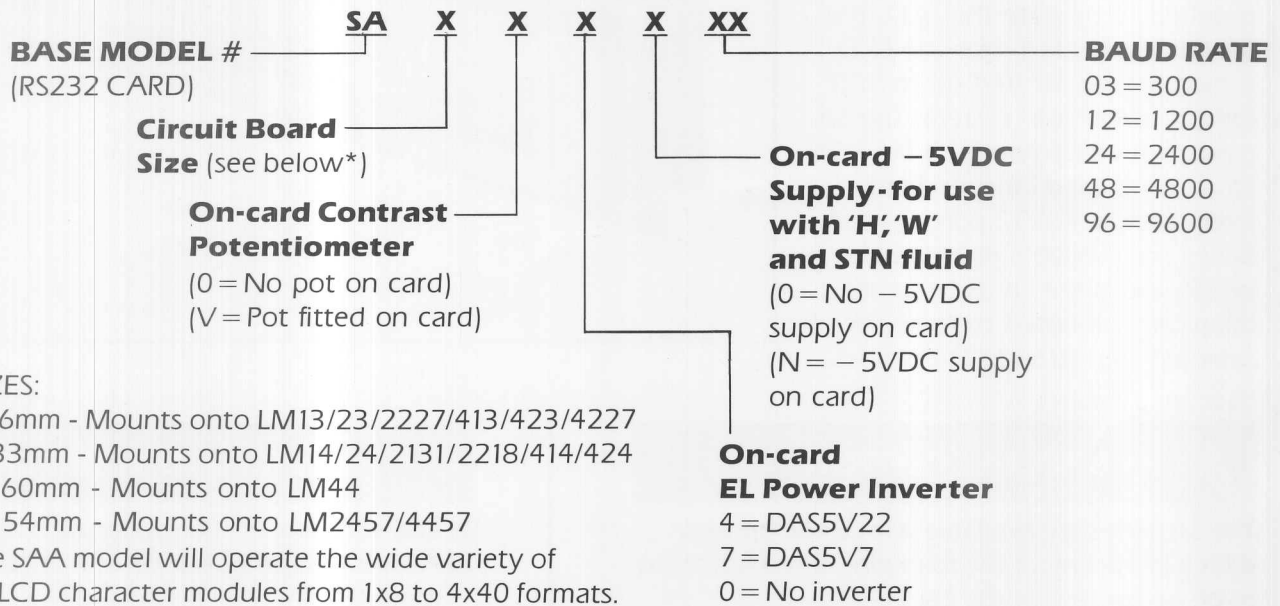 SA X X X X XX
BASE MODEL #
(RS232 CARD)
Circuit Board
Size (see below*)
On-card Contrast
Potentiometer
(0 = No pot on card)
(V = Pot fitted on card)
On-card
EL Power Inverter
4 = DAS5V22
7 = DAS5V7
0 = No inverter
On-card – 5VDC
Supply-for use
with ‘H’, ‘W’
and STN fluid
(0 = No – 5VDC
supply on card)
(N = – 5VDC supply
on card)
BAUD RATE
03 = 300
12 = 1200
24 = 2400
48 = 4800
96 = 9600
6mm - Mounts onto LM13/23/2227/413/423/4227
33mm - Mounts onto LM14/24/2131/2218/414/424
60mm - Mounts onto LM44
54mm - Mounts onto LM2457/4457
SAA model will operate the wide variety of
LCD character modules from 1x8 to 4x40 formats.